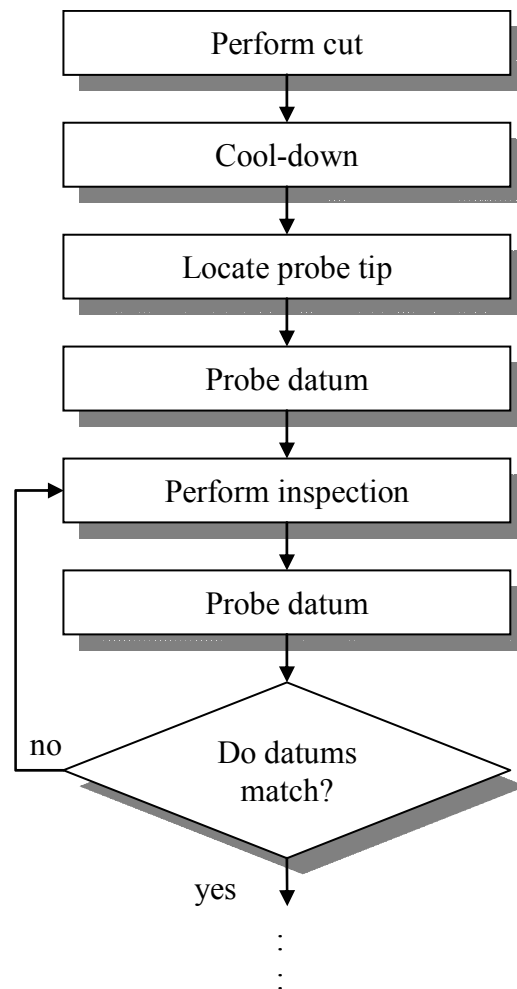 Perform cut
Cool-down
Locate probe tip
Probe datum
Perform inspection
Probe datum
no
Do datums
match?
yes